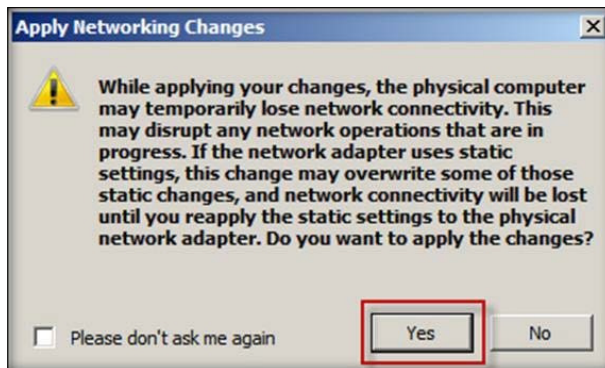 Apply Networking Changes
While applying your changes, the physical computer
may temporarily lose network connectivity. This
may disrupt any network operations that are in
progress. If the network adapter uses static
settings, this change may overwrite some of those
static changes, and network connectivity will be lost
until you reapply the static settings to the physical
network adapter. Do you want to apply the changes?
Please don't ask me again
Yes
No